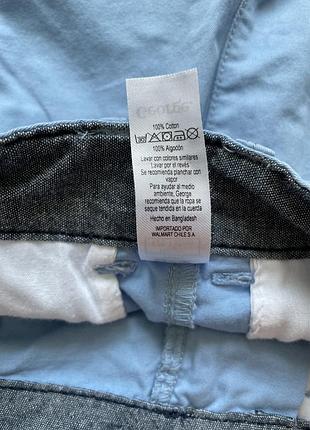 George
100% Cotton
100% Algodón
Lavar con colores similares
Lavar por el revés
Se recomienda planchar con
vapor
Para ayudar al medio
ambiente, George
recomienda que la ropa se
seque tendida en la cuerda
Hecho en Bangladesh
IMPORTADO POR
WALMART CHILE S.A.